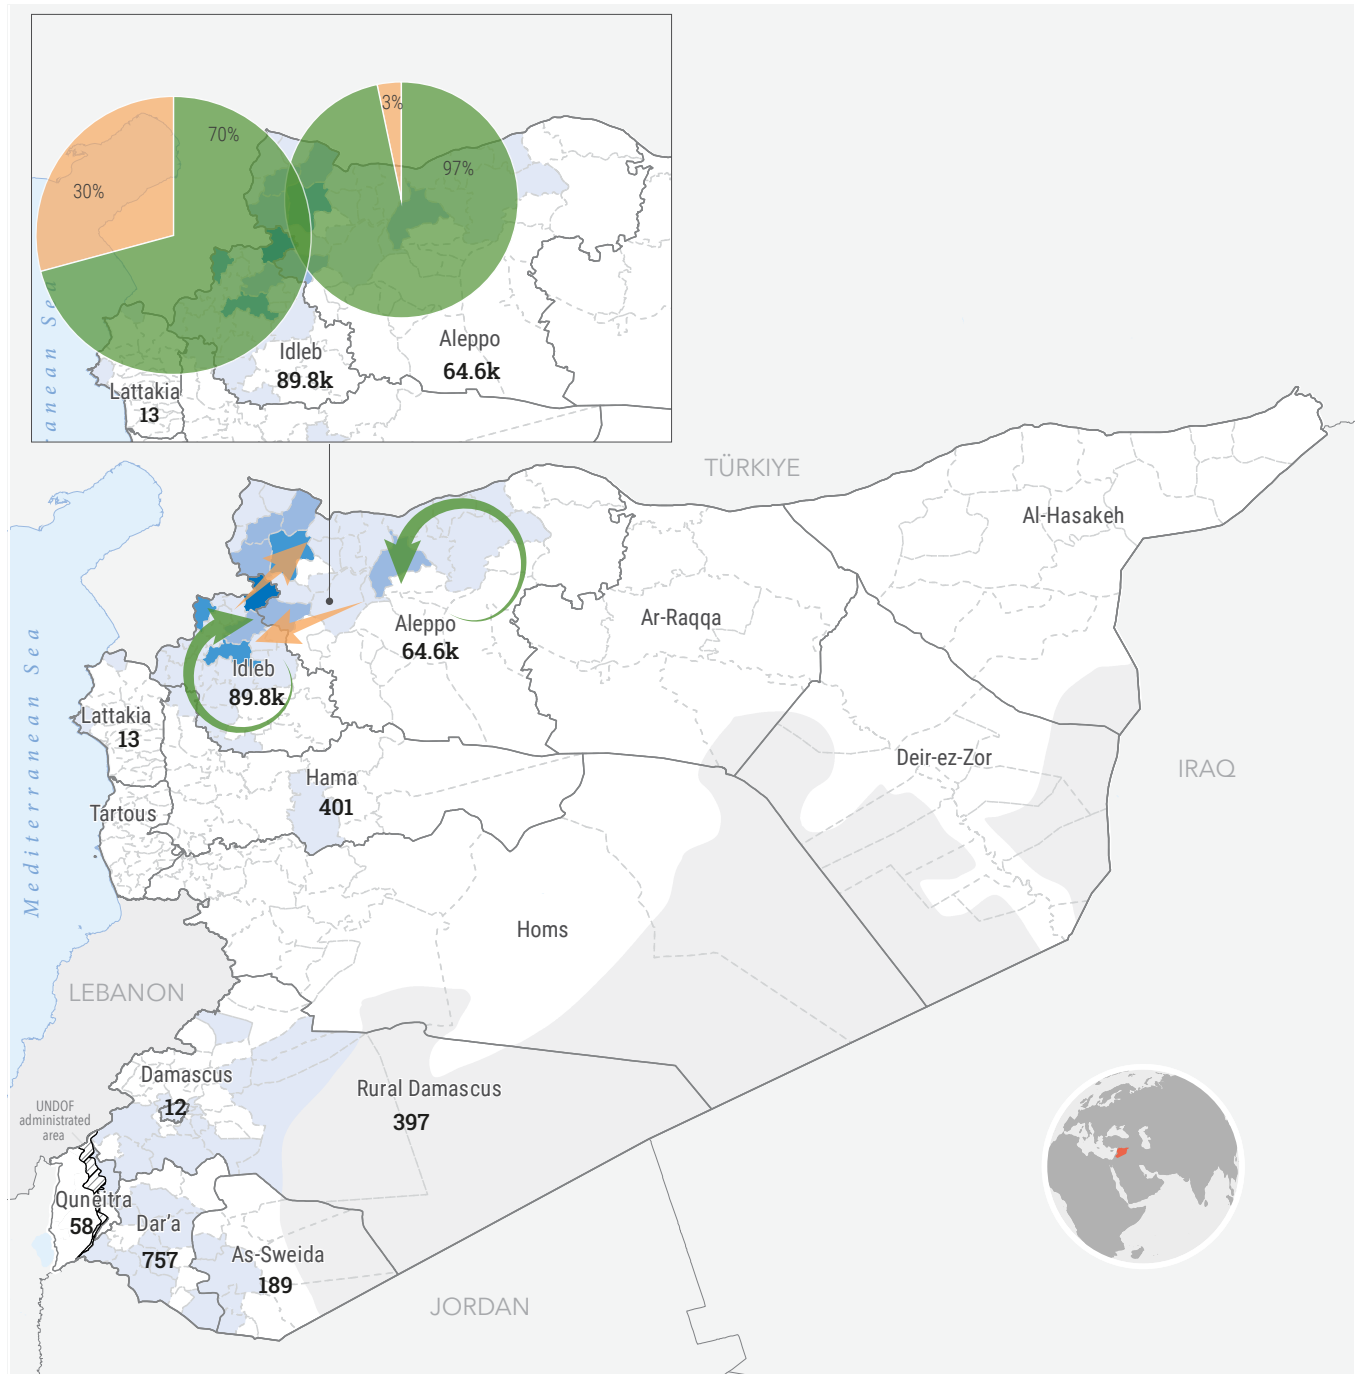 3%
70%
97%
30%
Aleppo
64.6k
Idleb
89.8k
Lattakia
13
anean Sea
TÜRKIYE
Al-Hasakeh
Ar-Raqqa
Aleppo
64.6k
Idleb
89.8k
Lattakia
13
Mediterranean Sea
Deir-ez-Zor
IRAQ
Hama
401
Tartous
Homs
LEBANON
Damascus
12
Rural Damascus
397
UNDOF
administrated
area
Quneitra
58
Dar'a
757
As-Sweida
189
JORDAN